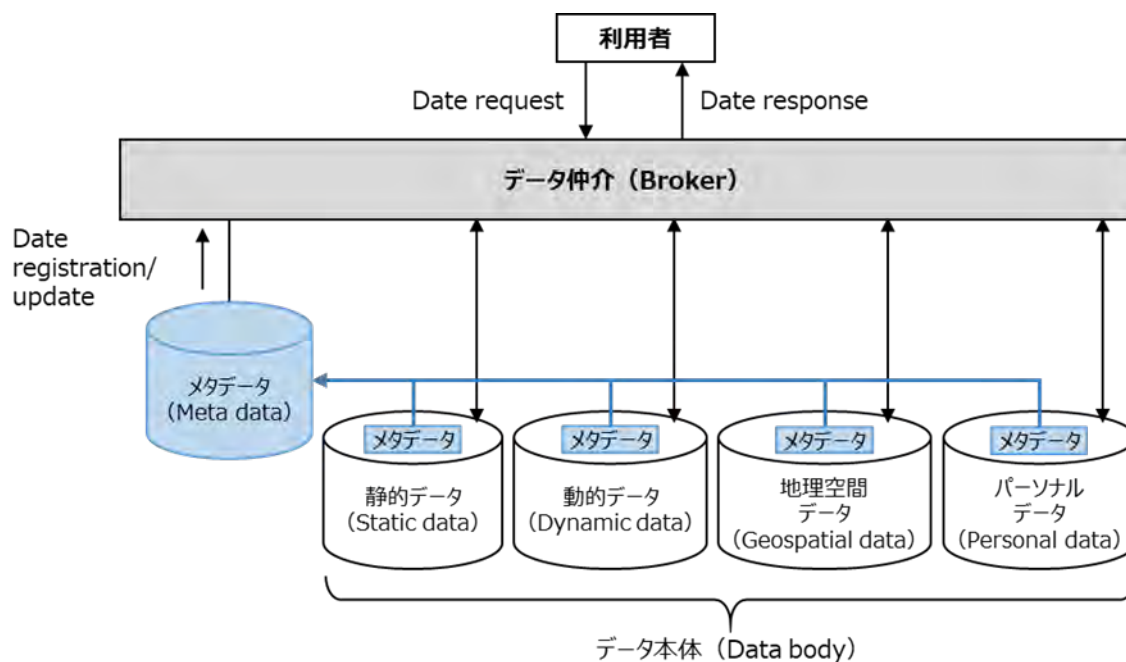 利用者
Date request
Date response
データ仲介（Broker）
Date
registration/
update
メタデータ
（Meta data）
メタデータ
メタデータ
メタデータ
メタデータ
静的データ
（Static data）
動的データ
（Dynamic data）
地理空間
データ
（Geospatial data）
パーソナル
データ
（Personal data）
データ本体（Data body）